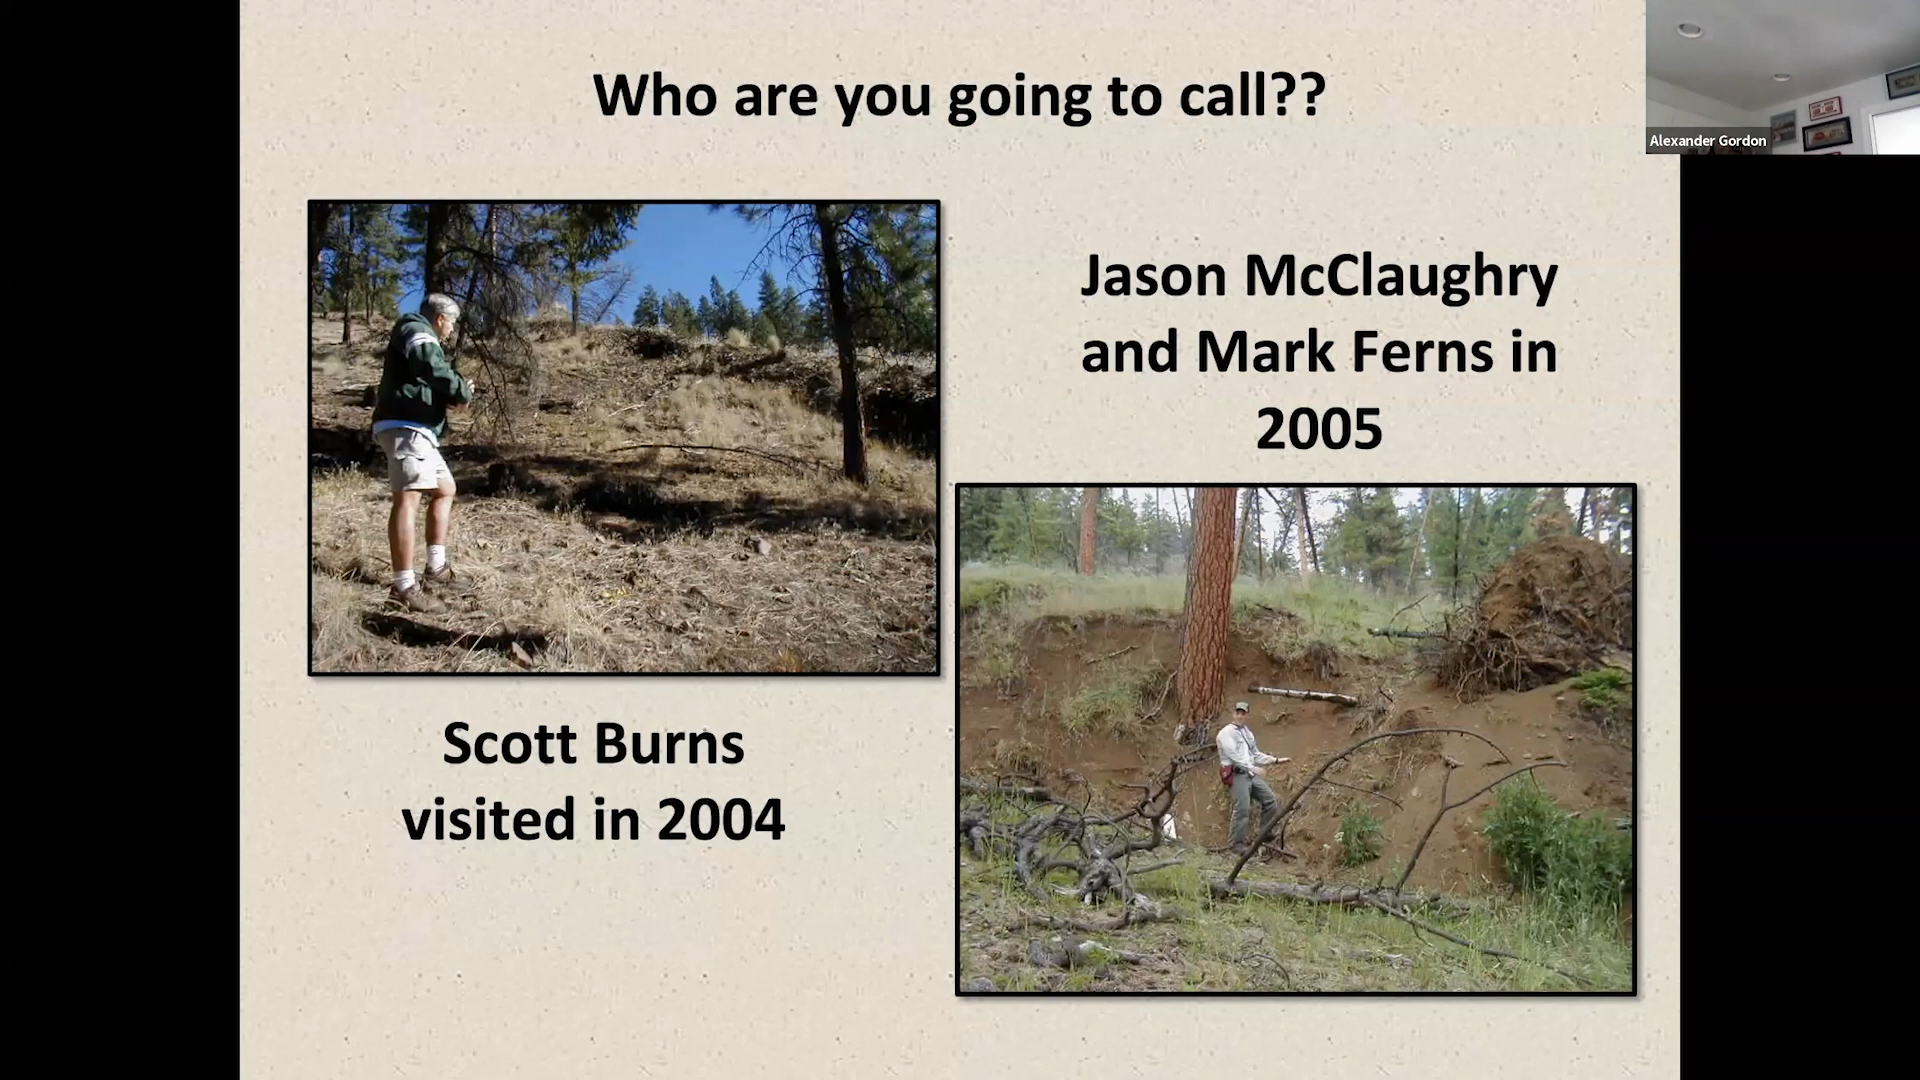 Who are you going to call??
Alexander Gordon
Jason McClaughry
and Mark Ferns in
2005
Scott Burns
visited in 2004